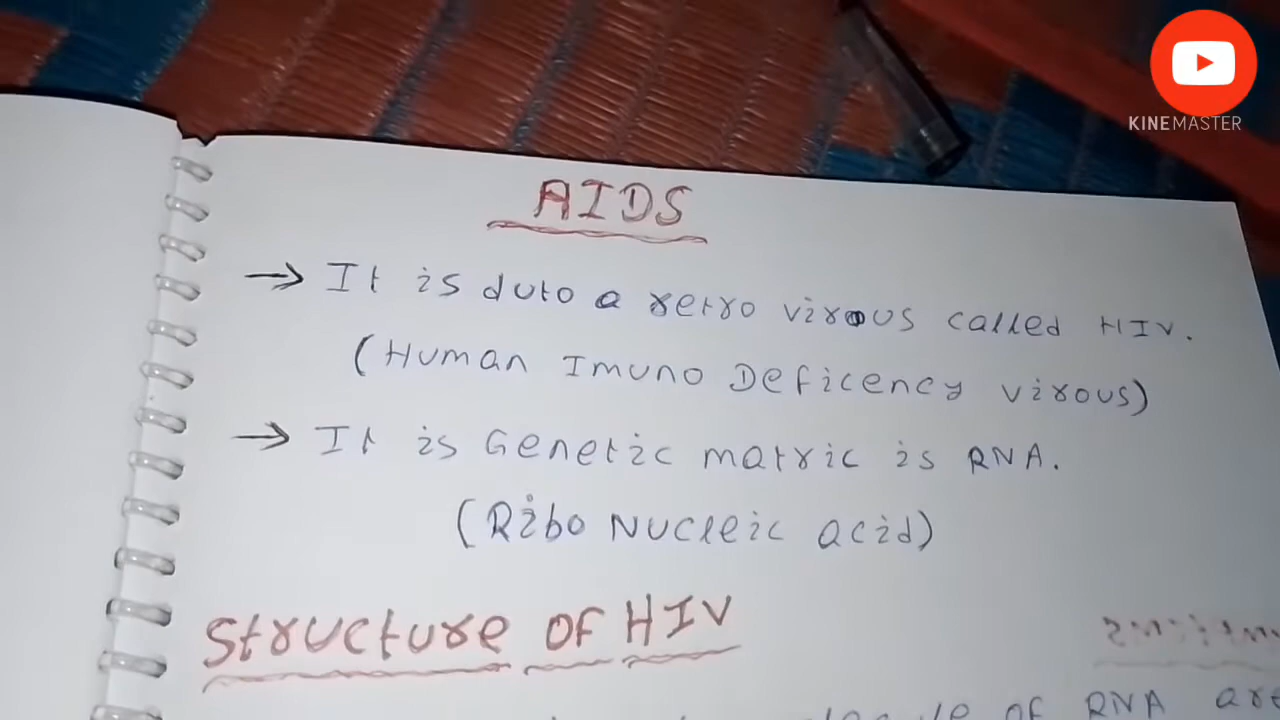 KINEMASTER
AIDS
→ It is duto a retro virous called HIV.
(Human Imuno Deficency virous)
→ It is Genetic matric is RNA.
(Ribo Nucleic acid)
Structure of HIV
of RNA are